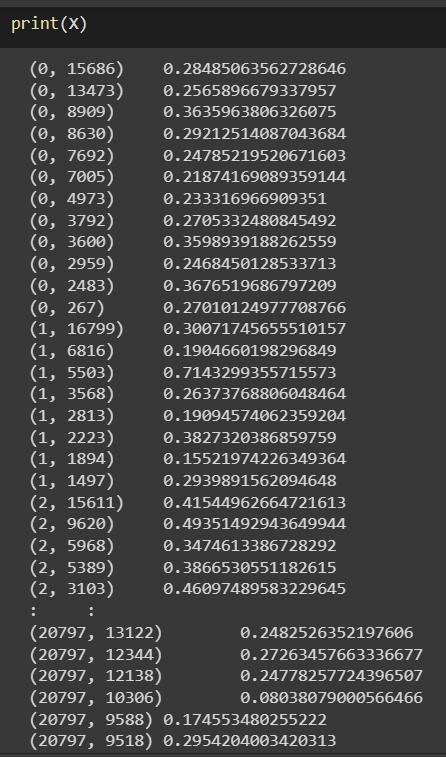 print(X)
(0, 15686) 0.28485063562728646
(0, 13473) 0.2565896679337957
(0, 8909) 0.3635963806326075
(0, 8630) 0.29212514087043684
(0, 7692) 0.24785219520671603
(0, 7005) 0.21874169089359144
(0, 4973) 0.233316966909351
(0, 3792) 0.2705332480845492
(0, 3600) 0.3598939188262559
(0, 2959) 0.2468450128533713
(0, 2483) 0.3676519686797209
(0, 267) 0.27010124977708766
(1, 16799) 0.30071745655510157
(1, 6816) 0.1904660198296849
(1, 5503) 0.7143299355715573
(1, 3568) 0.26373768806048464
(1, 2813) 0.19094574062359204
(1, 2223) 0.3827320386859759
(1, 1894) 0.15521974226349364
(1, 1497) 0.2939891562094648
(2, 15611) 0.41544962664721613
(2, 9620) 0.49351492943649944
(2, 5968) 0.3474613386728292
(2, 5389) 0.3866530551182615
(2, 3103) 0.46097489583229645
: :
(20797, 13122) 0.2482526352197606
(20797, 12344) 0.27263457663336677
(20797, 12138) 0.24778257724396507
(20797, 10306) 0.08038079000566466
(20797, 9588) 0.174553480255222
(20797, 9518) 0.2954204003420313